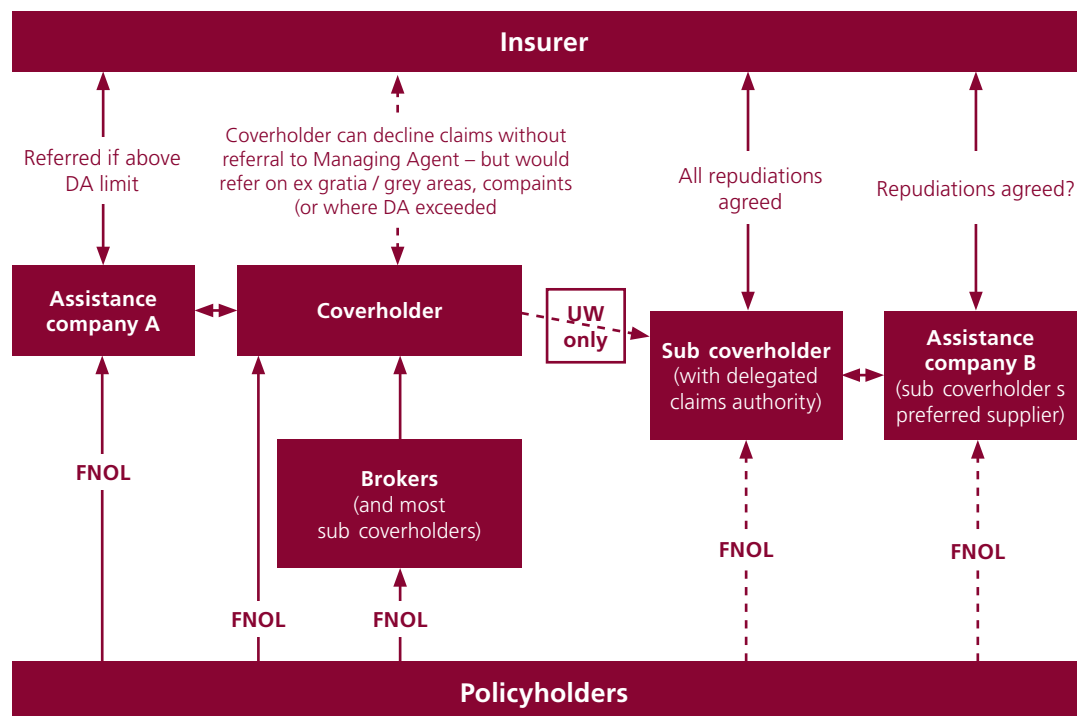 Insurer
Referred if above
DA limit
Coverholder can decline claims without
referral to Managing Agent – but would
refer on ex gratia / grey areas, compaints
(or where DA exceeded
All repudiations
agreed
Repudiations agreed?
Assistance
company A
Coverholder
UW
only
Sub coverholder
(with delegated
claims authority)
Assistance
company B
(sub coverholder s
preferred supplier)
FNOL
Brokers
(and most
sub coverholders)
FNOL
FNOL
FNOL
FNOL
Policyholders